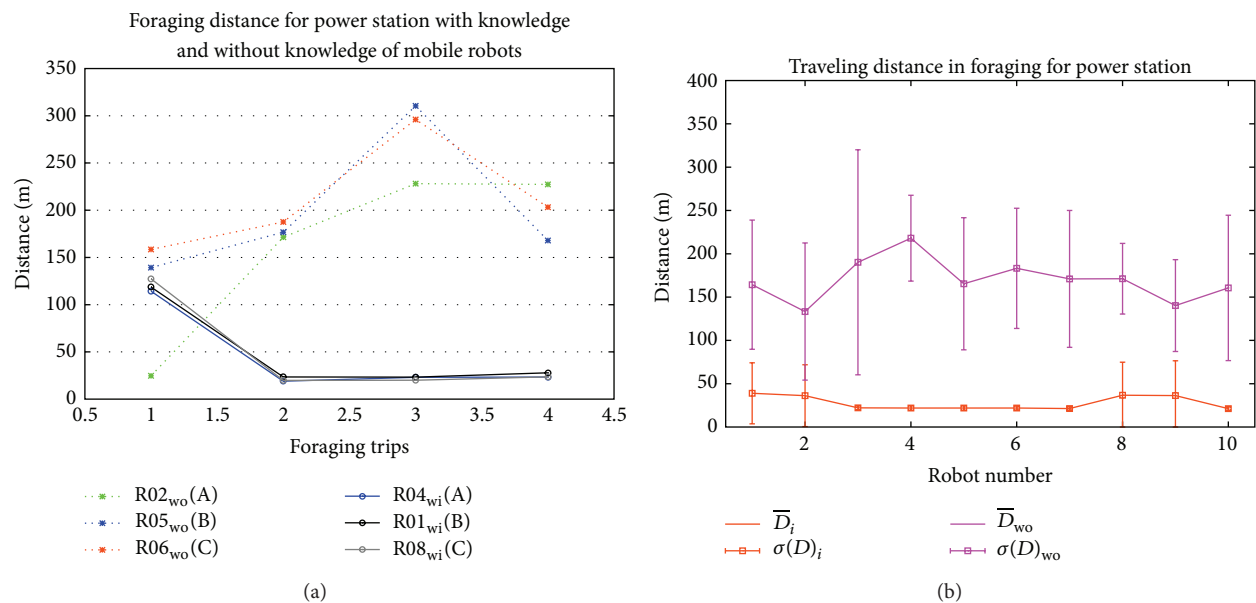 Foraging distance for power station with knowledge
and without knowledge of mobile robots
350
300
250
200
150
100
50
0
Distance (m)
0.5 1 1.5 2 2.5 3 3.5 4 4.5
Foraging trips
R02wo(A)
R05wo(B)
R06wo(C)
R04wi(A)
R01wi(B)
R08wi(C)
(a)
Traveling distance in foraging for power station
400
350
300
250
200
150
100
50
0
Distance (m)
2 4 6 8 10
Robot number
D̅i
σ(D)i
D̅wo
σ(D)wo
(b)